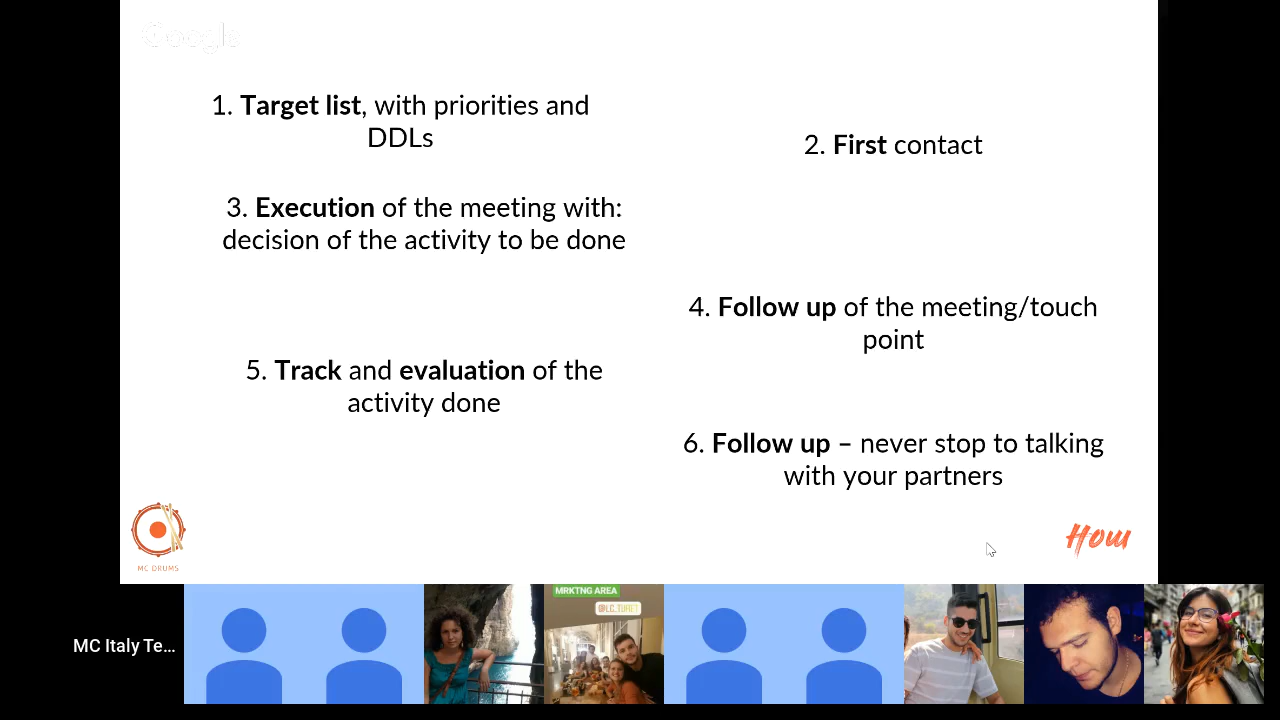 Google
1. Target list, with priorities and
DDLs
2. First contact
3. Execution of the meeting with:
decision of the activity to be done
4. Follow up of the meeting/touch
point
5. Track and evaluation of the
activity done
6. Follow up – never stop to talking
with your partners
MC DRUMS
How
MRKTNG AREA
MC Italy Te...